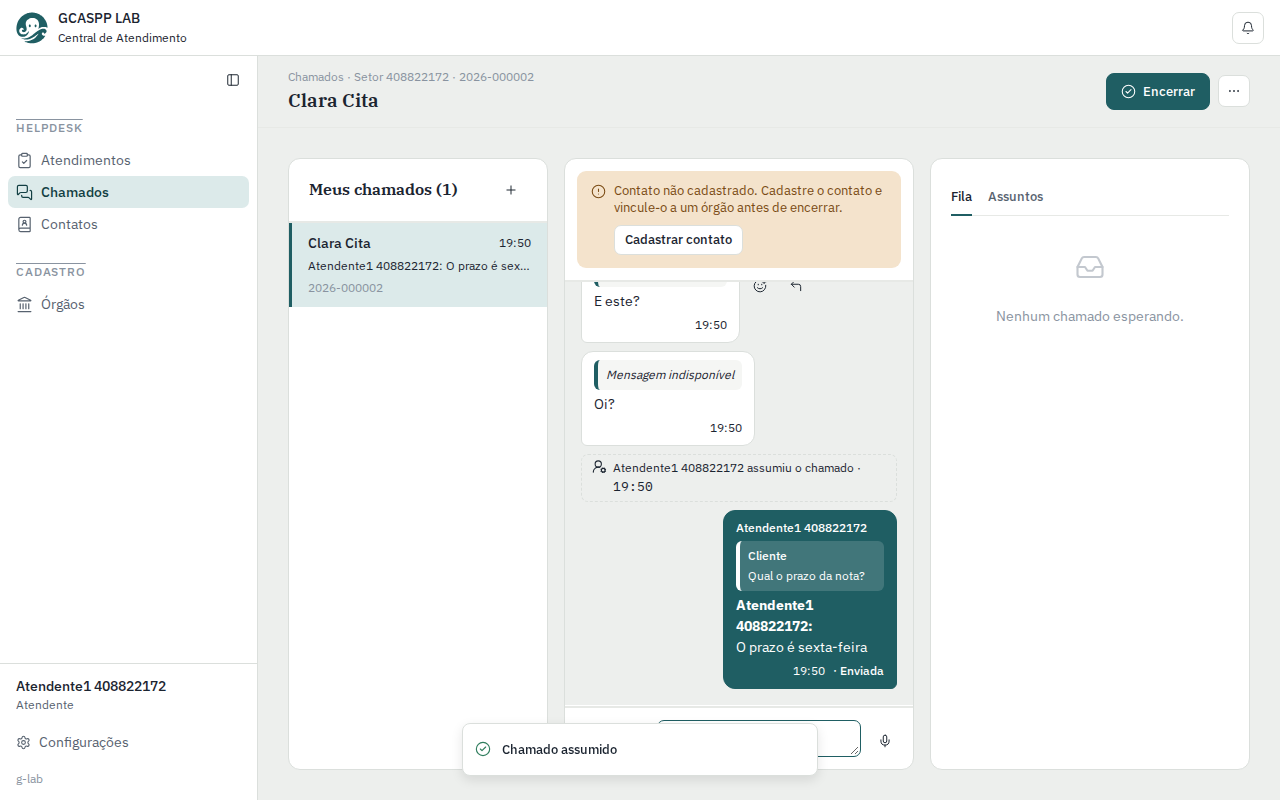 GCASPP LAB
Central de Atendimento
HELPDESK
Atendimentos
Chamados
Contatos
CADASTRO
Órgãos
Atendente1 408822172
Atendente
Configurações
g-lab
Chamados · Setor 408822172 · 2026-000002
Clara Cita
Encerrar
Meus chamados (1)
Clara Cita 19:50
Atendente1 408822172: O prazo é sex...
2026-000002
Contato não cadastrado. Cadastre o contato e
vincule-o a um órgão antes de encerrar.
Cadastrar contato
E este?
19:50
Mensagem indisponível
Oi?
19:50
Atendente1 408822172 assumiu o chamado ·
19:50
Atendente1 408822172
Cliente
Qual o prazo da nota?
Atendente1
408822172:
O prazo é sexta-feira
19:50 · Enviada
Chamado assumido
Fila Assuntos
Nenhum chamado esperando.